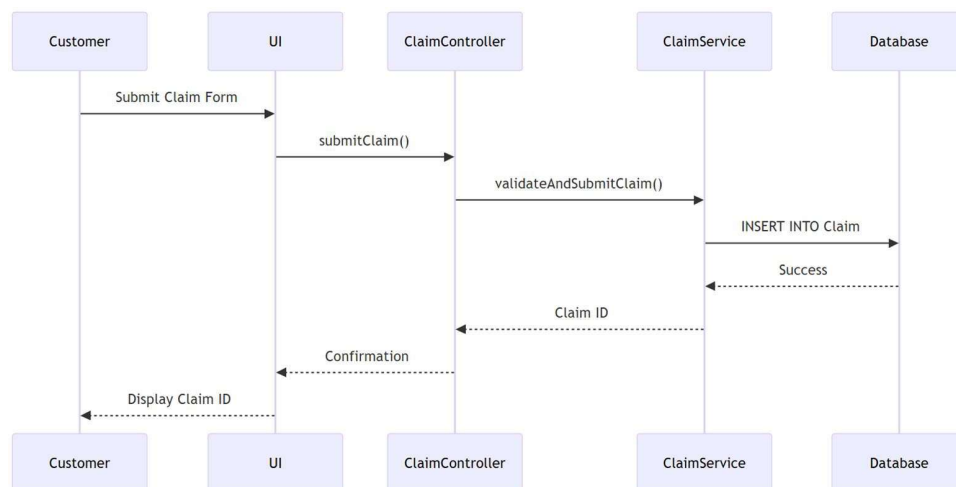 Customer UI ClaimController ClaimService Database
Submit Claim Form
submitClaim()
validateAndSubmitClaim()
INSERT INTO Claim
Success
Claim ID
Confirmation
Display Claim ID
Customer UI ClaimController ClaimService Database